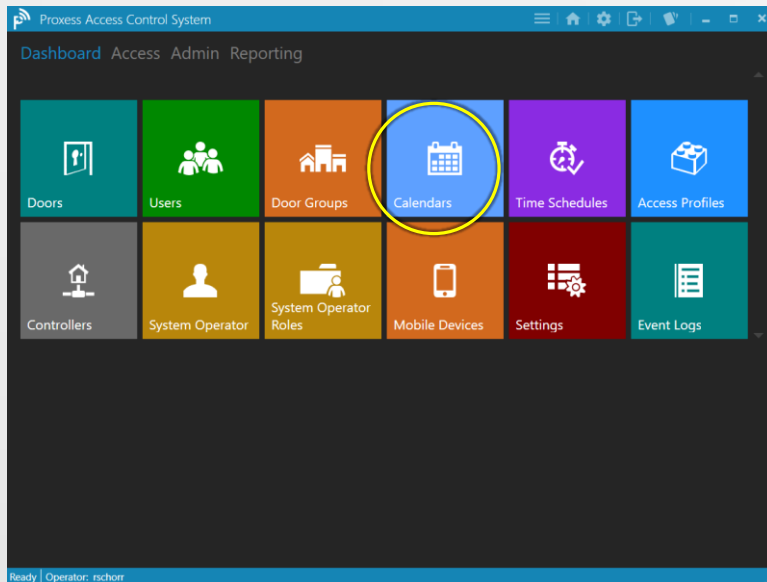 Proxess Access Control System
Dashboard Access Admin Reporting
Doors
Users
Door Groups
Calendars
Time Schedules
Access Profiles
Controllers
System Operator
System Operator
Roles
Mobile Devices
Settings
Event Logs
Ready Operator: rschorr